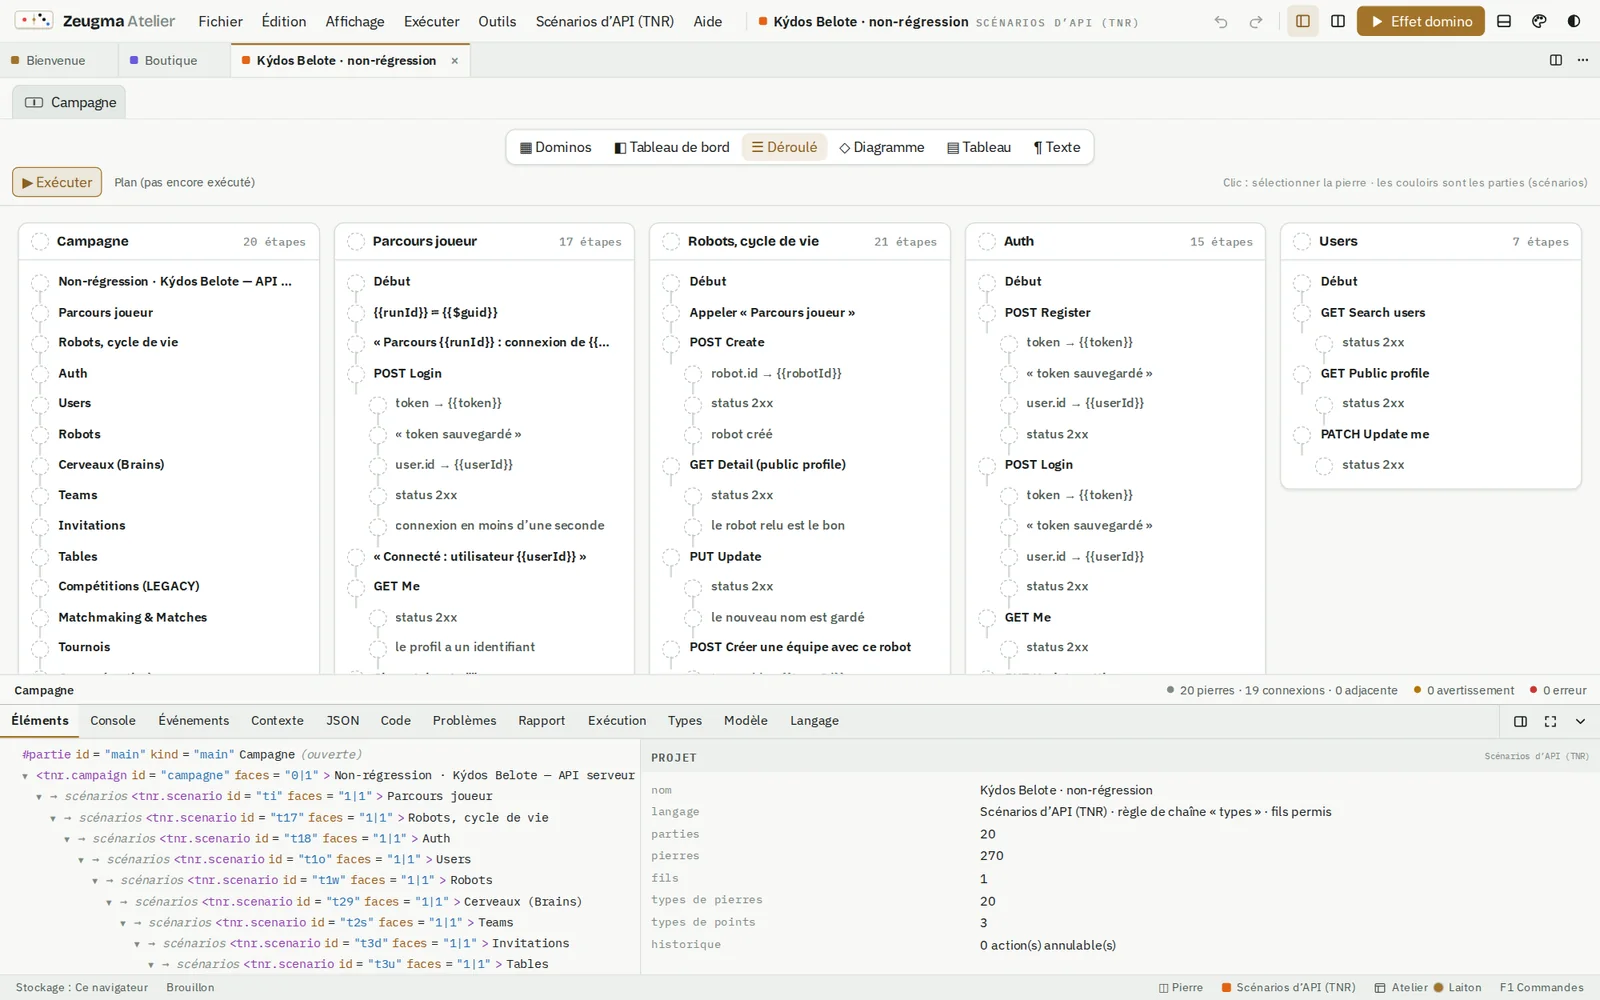 Zeugma Atelier Fichier Édition Affichage Exécuter Outils Scénarios d’API (TNR) Aide Kýdos Belote · non-régression SCÉNARIOS D’API (TNR) Effet domino
Bienvenue Boutique Kýdos Belote · non-régression ×
Campagne
Dominos Tableau de bord Déroulé Diagramme Tableau ¶ Texte
Exécuter Plan (pas encore exécuté) Clic : sélectionner la pierre · les couloirs sont les parties (scénarios)
Campagne 20 étapes
Non-régression · Kýdos Belote — API ...
Parcours joueur
Robots, cycle de vie
Auth
Users
Robots
Cerveaux (Brains)
Teams
Invitations
Tables
Compétitions (LEGACY)
Matchmaking & Matches
Tournois
Parcours joueur 17 étapes
Début
{{runId}} = {{$guid}}
« Parcours {{runId}} : connexion de {{...
POST Login
token → {{token}}
« token sauvegardé »
user.id → {{userId}}
status 2xx
connexion en moins d’une seconde
« Connecté : utilisateur {{userId}} »
GET Me
status 2xx
le profil a un identifiant
Robots, cycle de vie 21 étapes
Début
Appeler « Parcours joueur »
POST Create
robot.id → {{robotId}}
status 2xx
robot créé
GET Detail (public profile)
status 2xx
le robot relu est le bon
PUT Update
status 2xx
le nouveau nom est gardé
POST Créer une équipe avec ce robot
Auth 15 étapes
Début
POST Register
token → {{token}}
« token sauvegardé »
user.id → {{userId}}
status 2xx
POST Login
token → {{token}}
« token sauvegardé »
user.id → {{userId}}
status 2xx
GET Me
status 2xx
Users 7 étapes
Début
GET Search users
status 2xx
GET Public profile
status 2xx
PATCH Update me
status 2xx
Campagne 20 pierres · 19 connexions · 0 adjacente 0 avertissement 0 erreur
Éléments Console Événements Contexte JSON Code Problèmes Rapport Exécution Types Modèle Langage
#partie id = "main" kind = "main" Campagne (ouverte)
<tnr.campaign id = "campagne" faces = "0|1" > Non-régression · Kýdos Belote — API serveur
→ scénarios <tnr.scenario id = "ti" faces = "1|1" > Parcours joueur
→ scénarios <tnr.scenario id = "t17" faces = "1|1" > Robots, cycle de vie
→ scénarios <tnr.scenario id = "t18" faces = "1|1" > Auth
→ scénarios <tnr.scenario id = "t1o" faces = "1|1" > Users
→ scénarios <tnr.scenario id = "t1w" faces = "1|1" > Robots
→ scénarios <tnr.scenario id = "t29" faces = "1|1" > Cerveaux (Brains)
→ scénarios <tnr.scenario id = "t2s" faces = "1|1" > Teams
→ scénarios <tnr.scenario id = "t3d" faces = "1|1" > Invitations
→ scénarios <tnr.scenario id = "t3u" faces = "1|1" > Tables
PROJET Scénarios d’API (TNR)
nom Kýdos Belote · non-régression
langage Scénarios d’API (TNR) · règle de chaîne « types » · fils permis
parties 20
pierres 270
fils 1
types de pierres 20
types de points 3
historique 0 action(s) annulable(s)
Stockage : Ce navigateur Brouillon Pierre Scénarios d’API (TNR) Atelier Laiton F1 Commandes